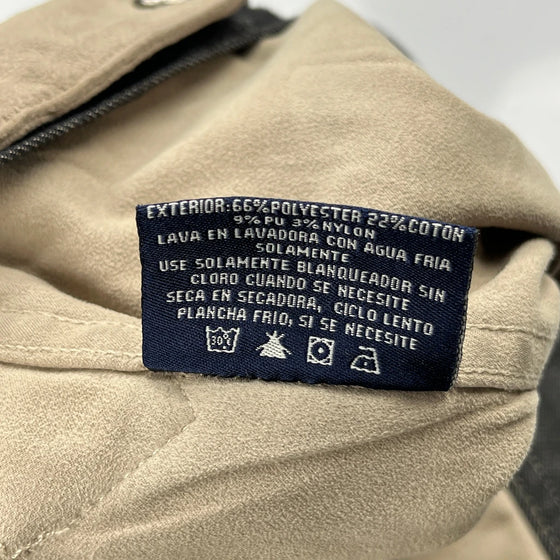 EXTERIOR:66%POLYESTER 22%COTON
9%PU 3%NYLON
LAVA EN LAVADORA CON AGUA FRIA
SOLAMENTE
USE SOLAMENTE BLANQUEADOR SIN
CLORO CUANDO SE NECESITE
SECA EN SECADORA, CICLO LENTO
PLANCHA FRIO, SI SE NECESITE
30°C